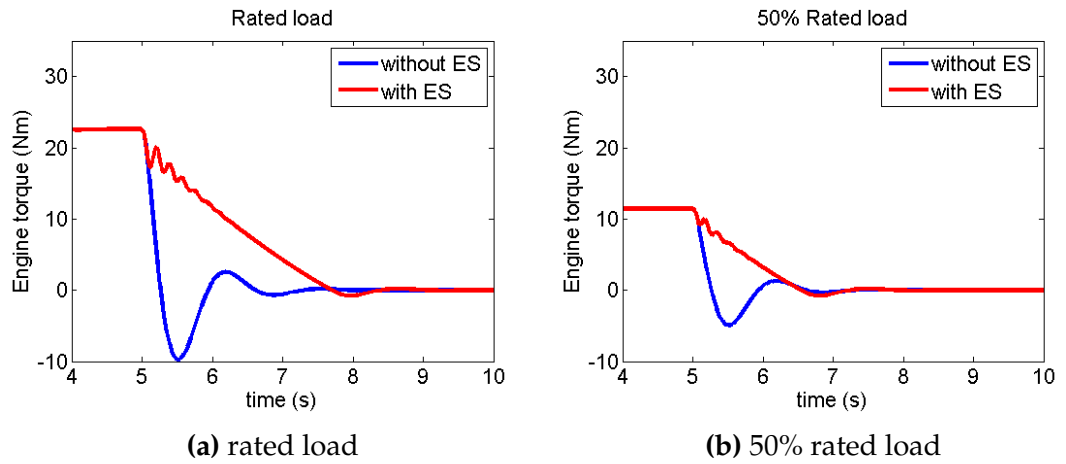 Rated load
without ES
with ES
Engine torque (Nm)
30
20
10
0
-10
4 5 6 7 8 9 10
time (s)
(a) rated load
50% Rated load
without ES
with ES
Engine torque (Nm)
30
20
10
0
-10
4 5 6 7 8 9 10
time (s)
(b) 50% rated load